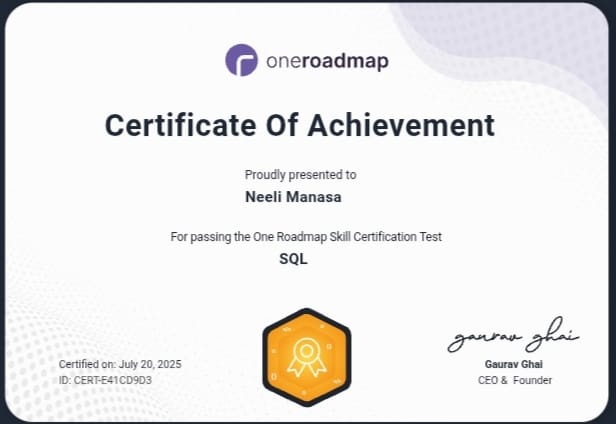 oneroadmap
Certificate Of Achievement
Proudly presented to
Neeli Manasa
For passing the One Roadmap Skill Certification Test
SQL
gaurav ghai
Certified on: July 20, 2025
ID: CERT-E41CD9D3
Gaurav Ghai
CEO & Founder